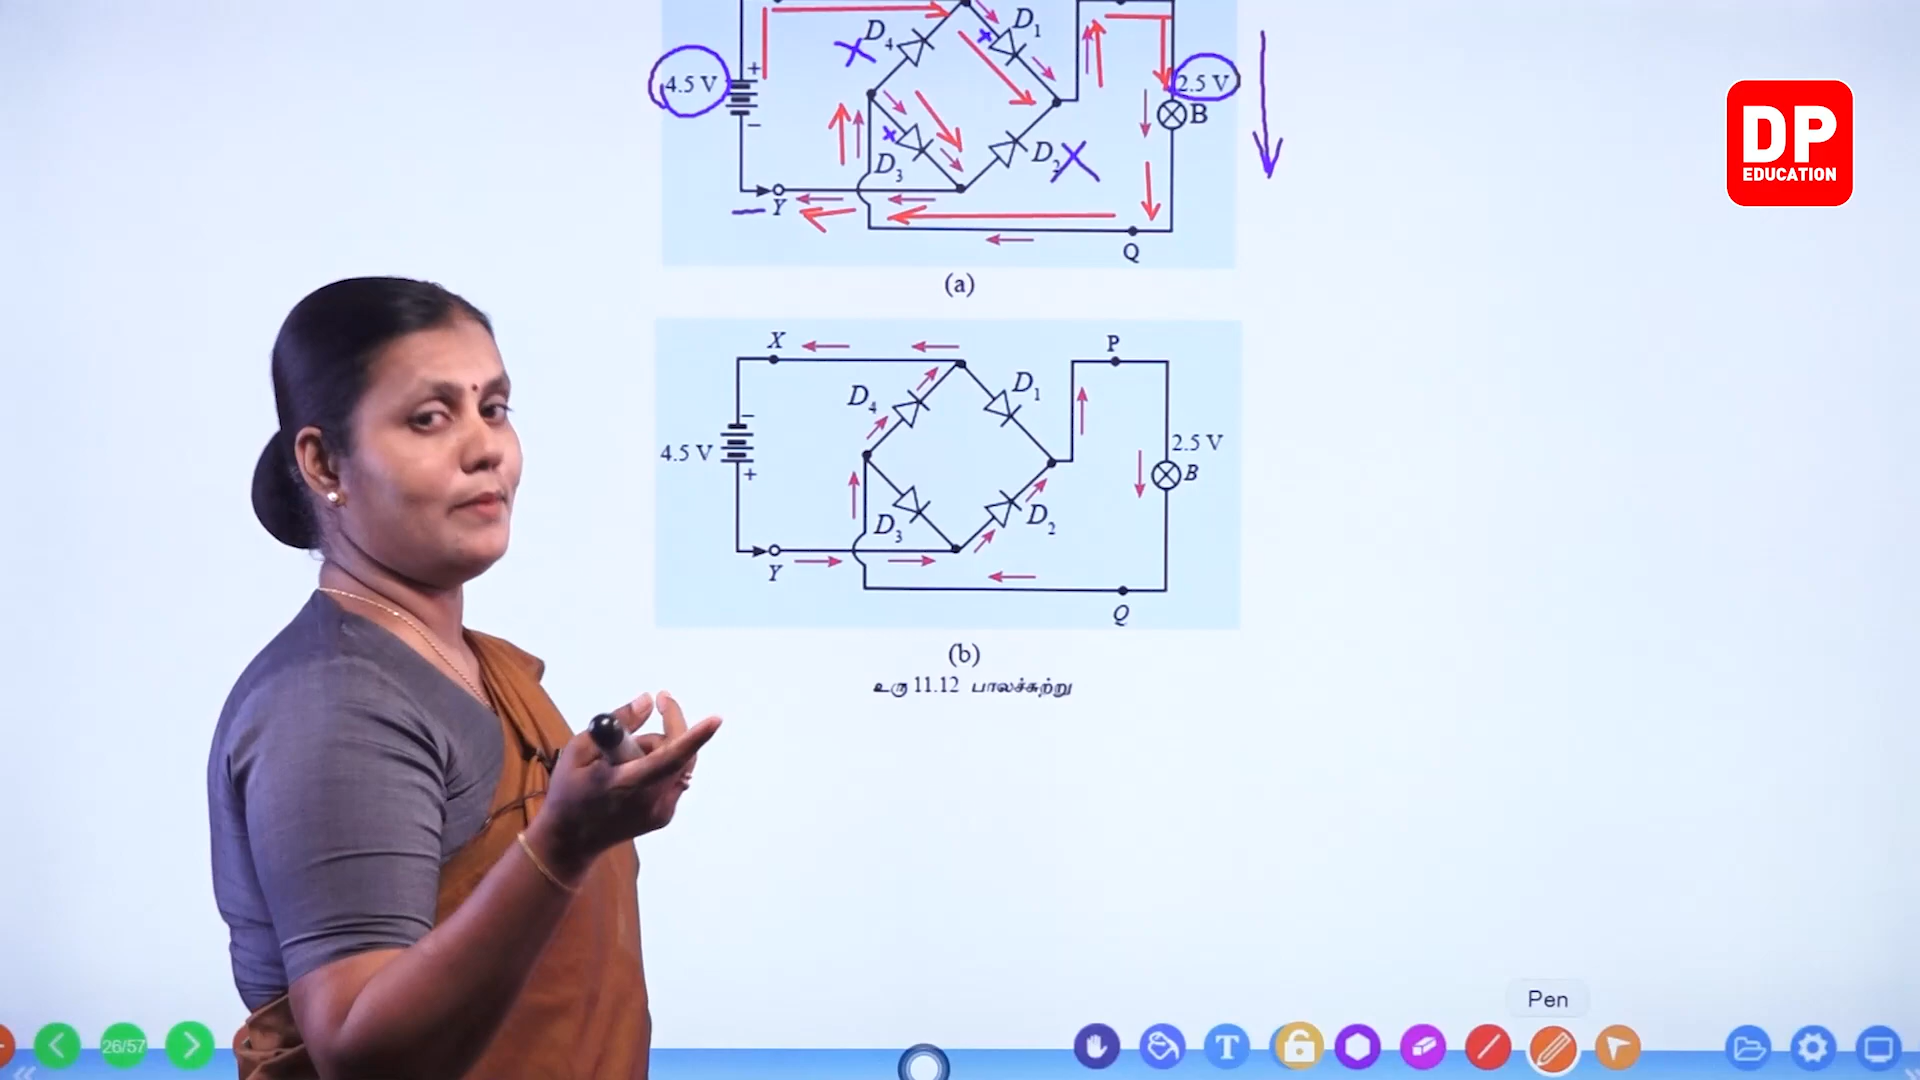 D1
D4
+
4.5 V
2.5 V
B
−
D2
D3
Y
Q
(a)
DP
EDUCATION
X
P
D1
D4
−
4.5 V
2.5 V
+
B
D3
D2
Y
Q
(b)
உரு 11.12 பாலச்சுற்று
Pen
26/57
T